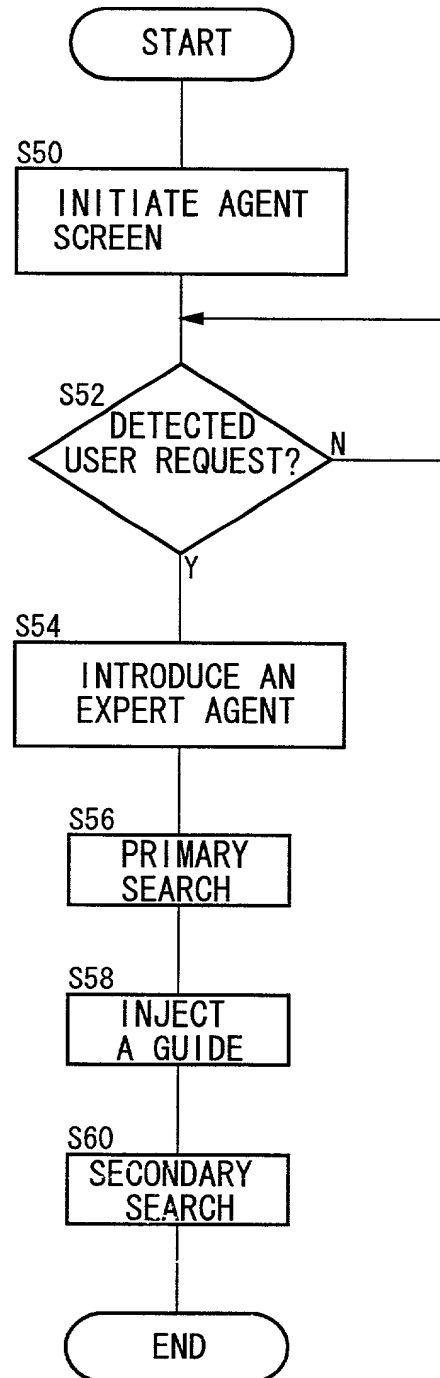 START
S50
INITIATE AGENT
SCREEN
S52
DETECTED
USER REQUEST?
N
Y
S54
INTRODUCE AN
EXPERT AGENT
S56
PRIMARY
SEARCH
S58
INJECT
A GUIDE
S60
SECONDARY
SEARCH
END